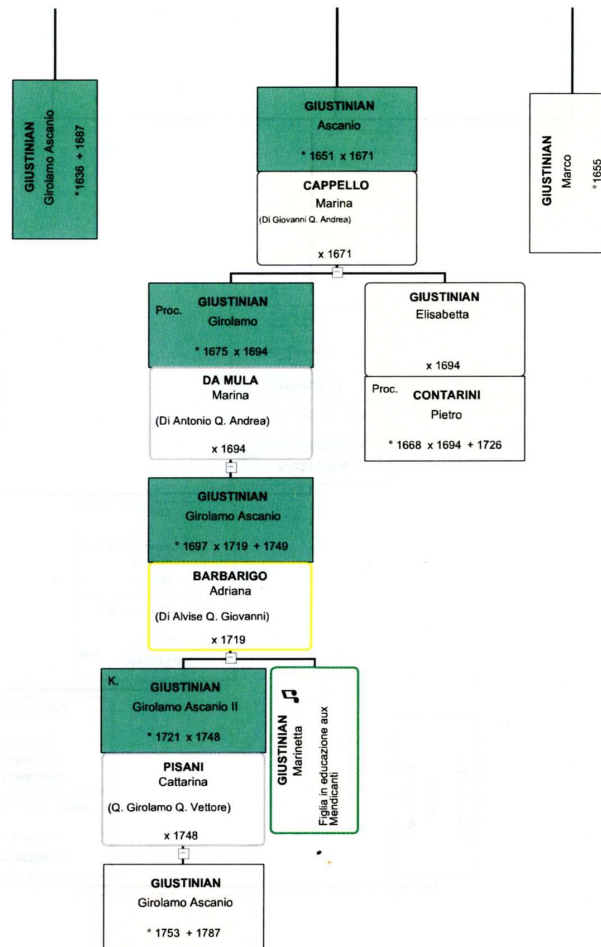 GIUSTINIAN
Girolamo Ascanio
°1636 + 1687
GIUSTINIAN
Ascanio
° 1651 x 1671
CAPPELLO
Marina
(Di Giovanni Q. Andrea)
x 1671
GIUSTINIAN
Marco
°1655
Proc.
GIUSTINIAN
Girolamo
° 1675 x 1694
DA MULA
Marina
(Di Antonio Q. Andrea)
x 1694
GIUSTINIAN
Elisabetta
x 1694
Proc.
CONTARINI
Pietro
° 1668 x 1694 + 1726
GIUSTINIAN
Girolamo Ascanio
° 1697 x 1719 + 1749
BARBARIGO
Adriana
(Di Alvise Q. Giovanni)
x 1719
K.
GIUSTINIAN
Girolamo Ascanio II
° 1721 x 1748
PISANI
Cattarina
(Q. Girolamo Q. Vettore)
x 1748
GIUSTINIAN
Marinetta
Figlia in educazione aux
Mendicanti
GIUSTINIAN
Girolamo Ascanio
° 1753 + 1787